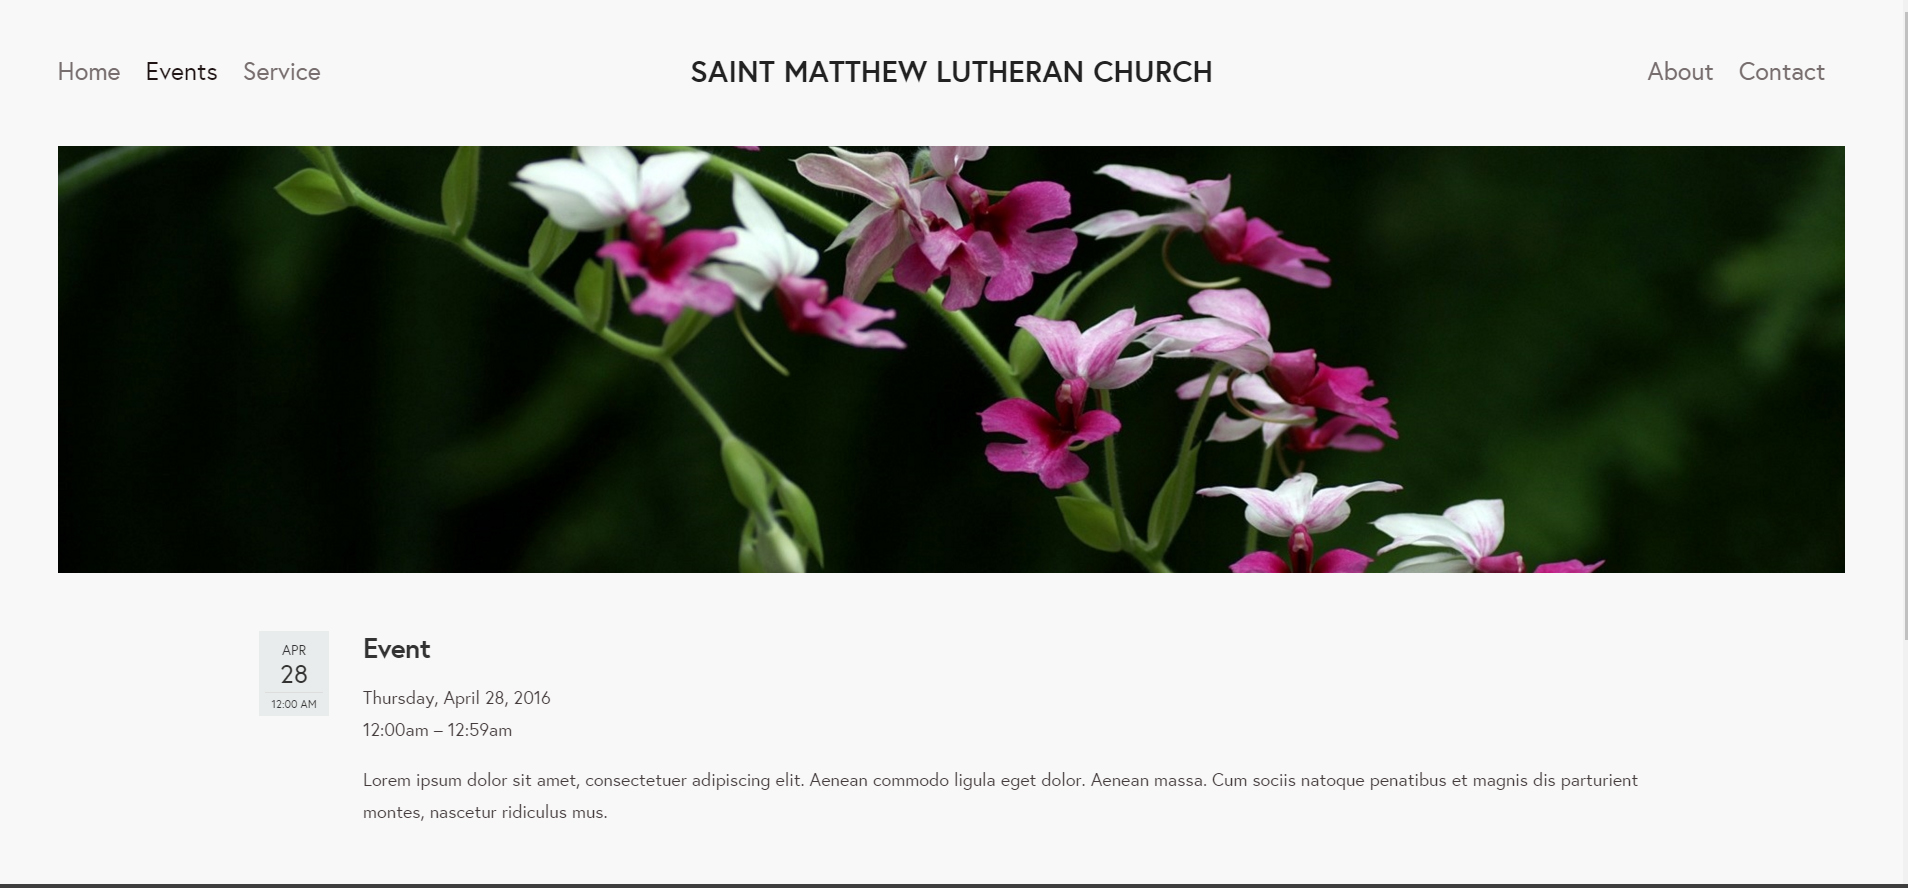 Home Events Service
SAINT MATTHEW LUTHERAN CHURCH
About Contact
APR
28
12:00 AM
Event
Thursday, April 28, 2016
12:00am – 12:59am
Lorem ipsum dolor sit amet, consectetuer adipiscing elit. Aenean commodo ligula eget dolor. Aenean massa. Cum sociis natoque penatibus et magnis dis parturient
montes, nascetur ridiculus mus.